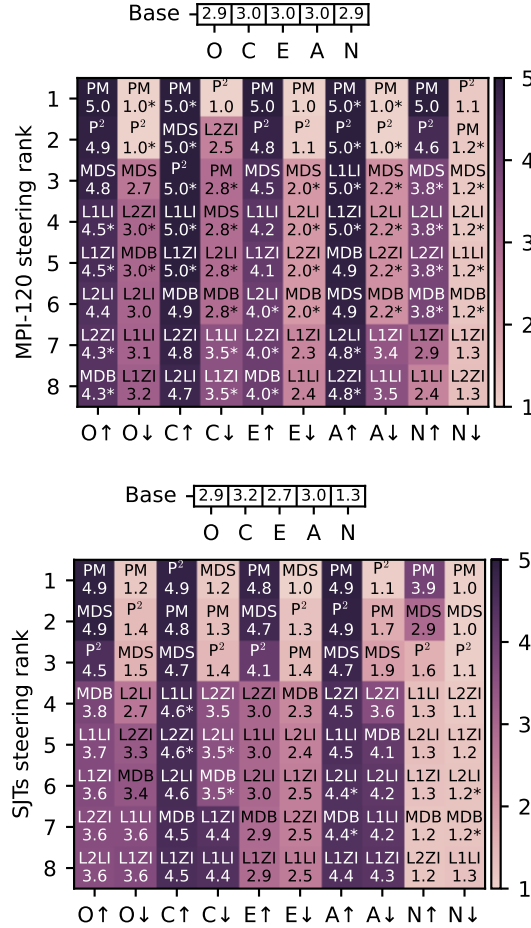 Base 2.9 3.0 3.0 3.0 2.9
O C E A N
MPI-120 steering rank
1 PM PM PM P² PM PM PM PM PM P²
5.0 1.0* 5.0* 1.0 5.0 1.0 5.0* 1.0* 5.0 1.1
2 P² P² MDS L2ZI P² P² P² P² P² PM
4.9 1.0* 5.0* 2.5 4.8 1.1 5.0* 1.0* 4.6 1.2*
3 MDS MDS P² PM MDS MDS L1LI MDS MDS MDS
4.8 2.7 5.0* 2.8* 4.5 2.0* 5.0* 2.2* 3.8* 1.2*
4 L1LI L2ZI L1LI MDS L1LI L2LI L1ZI L2LI L2LI L2LI
4.5* 3.0* 5.0* 2.8* 4.2 2.0* 5.0* 2.2* 3.8* 1.2*
5 L1ZI MDB L1ZI L2LI L1ZI L2ZI MDB L2ZI L2ZI L1LI
4.5* 3.0* 5.0* 2.8* 4.1 2.0* 4.9 2.2* 3.8* 1.2*
6 L2LI L2LI MDB MDB L2LI MDB MDS MDB MDB MDB
4.4 3.0 4.9 2.8* 4.0* 2.0* 4.9 2.2* 3.8* 1.2*
7 L2ZI L1LI L2ZI L1LI L2ZI L1ZI L2LI L1ZI L1ZI L1ZI
4.3* 3.1 4.8 3.5* 4.0* 2.3 4.8* 3.4 2.9 1.3
8 MDB L1ZI L2LI L1ZI MDB L1LI L2ZI L1LI L1LI L2ZI
4.3* 3.2 4.7 3.5* 4.0* 2.4 4.8* 3.5 2.4 1.3
O↑ O↓ C↑ C↓ E↑ E↓ A↑ A↓ N↑ N↓
5
4
3
2
1
Base 2.9 3.2 2.7 3.0 1.3
O C E A N
SJTs steering rank
1 PM PM P² MDS PM MDS PM P² PM PM
4.9 1.2 4.9 1.2 4.8 1.0 4.9 1.1 3.9 1.0
2 MDS P² PM PM MDS P² P² PM MDS MDS
4.9 1.4 4.8 1.3 4.7 1.3 4.9 1.7 2.9 1.0
3 P² MDS MDS P² P² PM MDS MDS P² P²
4.5 1.5 4.7 1.4 4.1 1.4 4.7 1.9 1.6 1.1
4 MDB L2LI L1LI L2ZI L2ZI MDB L2ZI L2ZI L1LI L2ZI
3.8 2.7 4.6* 3.5 3.0 2.3 4.5 3.6 1.3 1.1
5 L1LI L2ZI L2ZI L2LI L1LI L2ZI L1LI MDB L2LI L1ZI
3.7 3.3 4.6* 3.5* 3.0 2.4 4.5 4.1 1.3 1.2
6 L1ZI MDB L2LI MDB L2LI L1ZI L2LI L2LI L1ZI L2LI
3.6 3.4 4.6 3.5* 3.0 2.5 4.4* 4.2 1.3 1.2*
7 L2ZI L1LI MDB L1ZI MDB L2LI MDB L1LI MDB MDB
3.6 3.6 4.5 4.4 2.9 2.5 4.4* 4.2 1.2 1.2*
8 L2LI L1ZI L1ZI L1LI L1ZI L1LI L1ZI L1ZI L2ZI L1LI
3.6 3.6 4.5 4.4 2.9 2.5 4.4 4.3 1.2 1.3
O↑ O↓ C↑ C↓ E↑ E↓ A↑ A↓ N↑ N↓
5
4
3
2
1